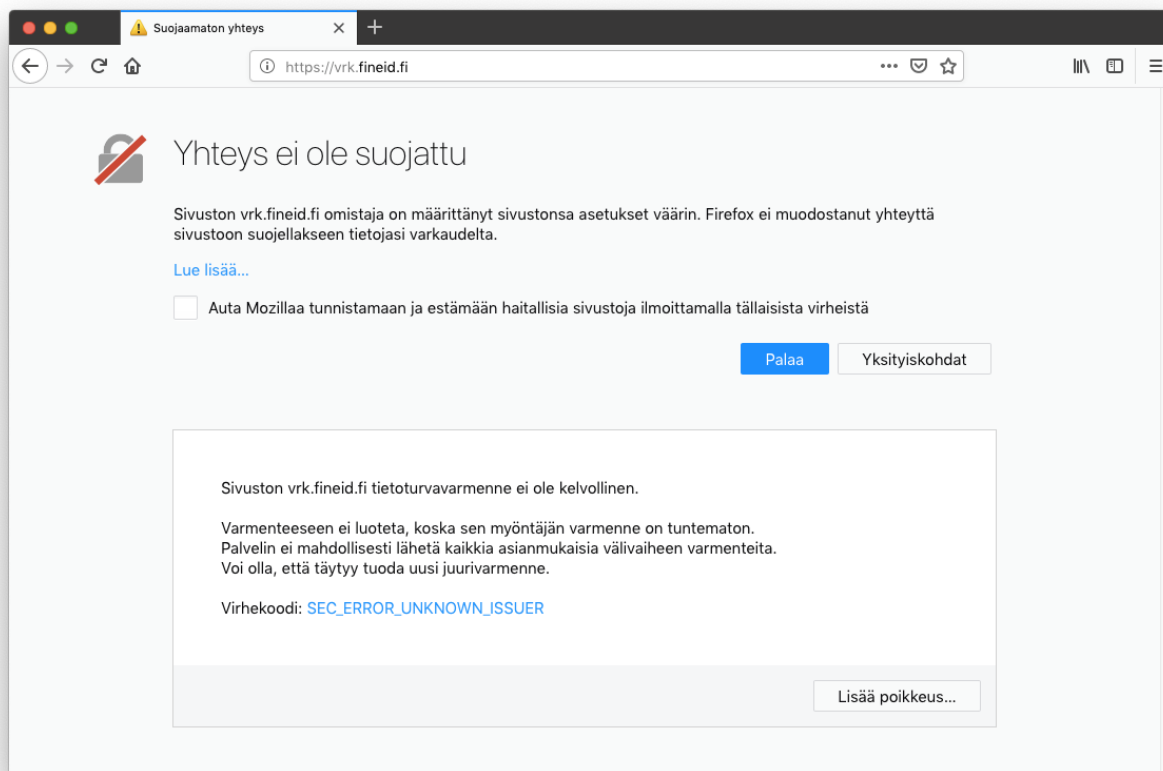 Suojaamaton yhteys
https://vrk.fineid.fi
Yhteys ei ole suojattu
Sivuston vrk.fineid.fi omistaja on määrittänyt sivustonsa asetukset väärin. Firefox ei muodostanut yhteyttä
sivustoon suojellakseen tietojasi varkaudelta.
Lue lisää...
Auta Mozillaa tunnistamaan ja estämään haitallisia sivustoja ilmoittamalla tällaisista virheistä
Palaa
Yksityiskohdat
Sivuston vrk.fineid.fi tietoturvavarmenne ei ole kelvollinen.
Varmenteeseen ei luoteta, koska sen myöntäjän varmenne on tuntematon.
Palvelin ei mahdollisesti lähetä kaikkia asianmukaisia välivaiheen varmenteita.
Voi olla, että täytyy tuoda uusi juurivarmenne.
Virhekoodi: SEC_ERROR_UNKNOWN_ISSUER
Lisää poikkeus...